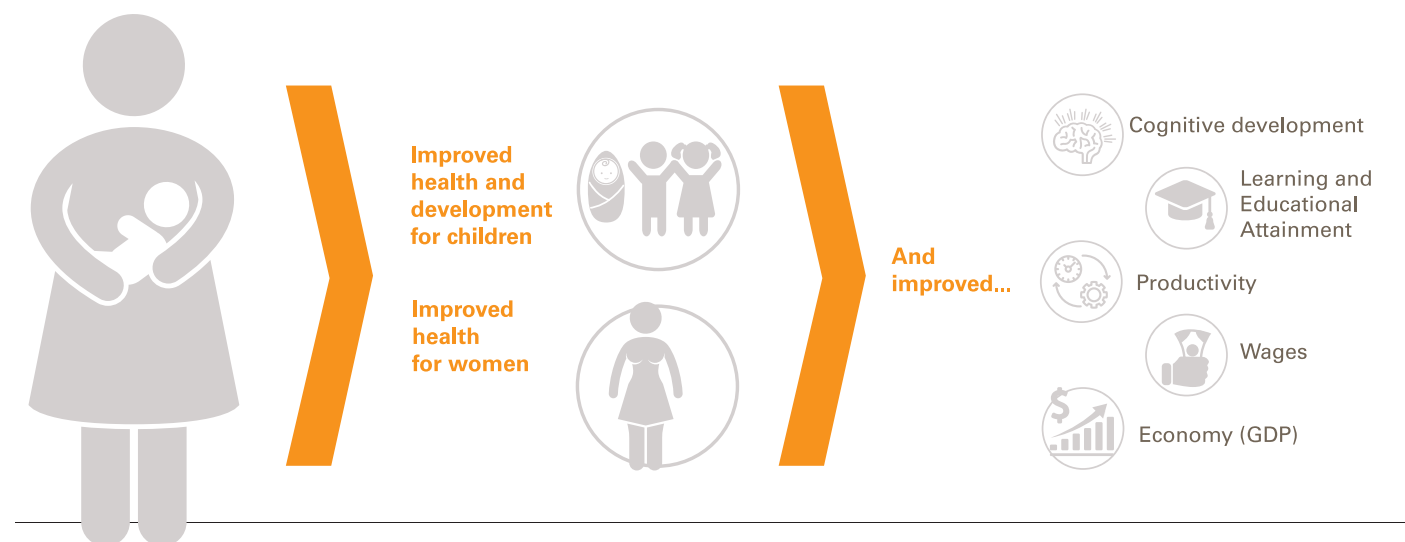 Improved
health and
development
for children
Improved
health
for women
And
improved...
Cognitive development
Learning and
Educational
Attainment
Productivity
Wages
$
Economy (GDP)